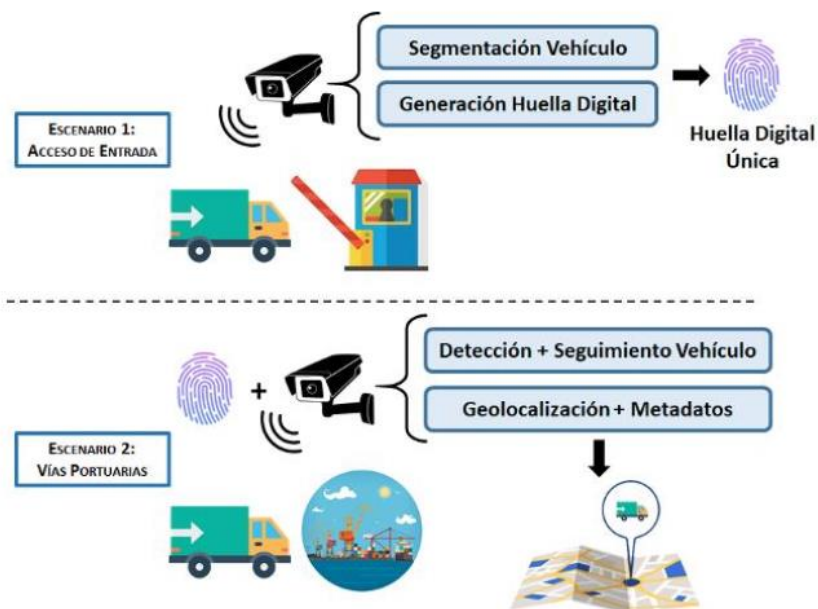 Segmentación Vehículo
Generación Huella Digital
Huella Digital
Única
ESCENARIO 1:
ACCESO DE ENTRADA
Detección + Seguimiento Vehículo
+
Geolocalización + Metadatos
ESCENARIO 2:
VÍAS PORTUARIAS